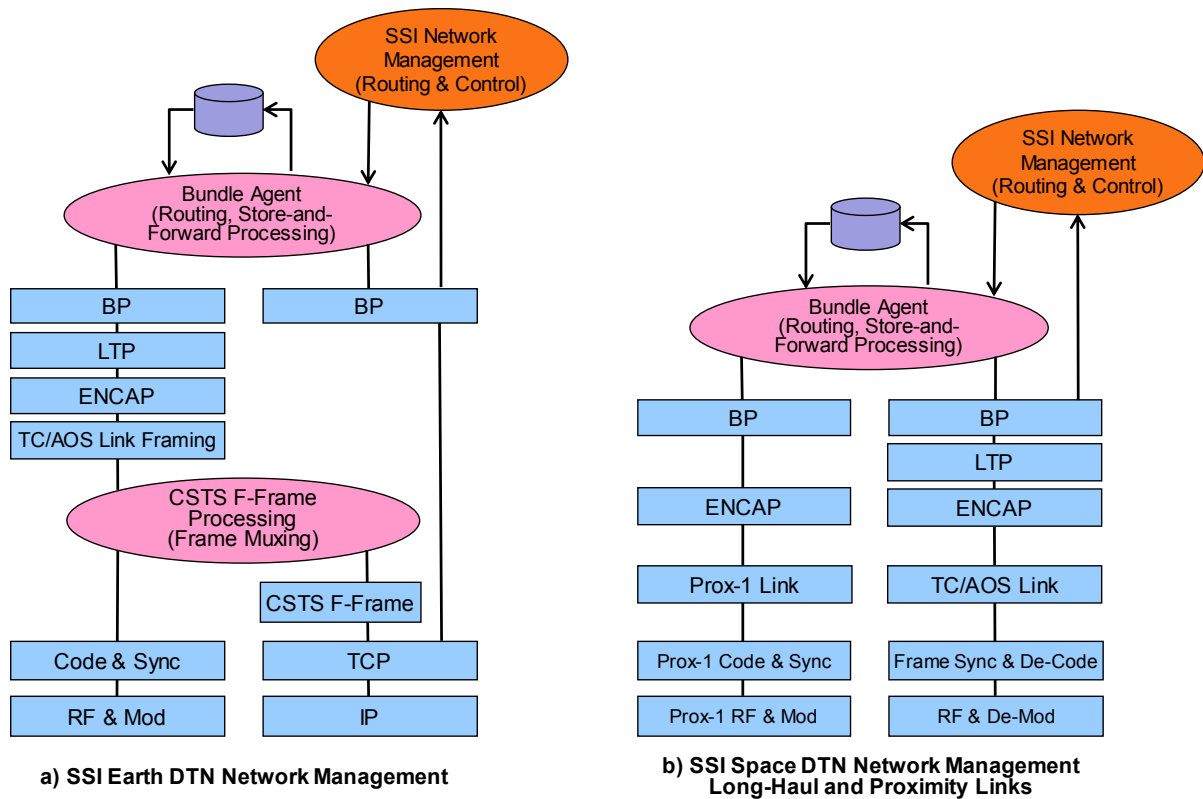 SSI Network
Management
(Routing & Control)
Bundle Agent
(Routing, Store-and-
Forward Processing)
BP
BP
LTP
ENCAP
TC/AOS Link Framing
CSTS F-Frame
Processing
(Frame Muxing)
CSTS F-Frame
Code & Sync
TCP
RF & Mod
IP
a) SSI Earth DTN Network Management
SSI Network
Management
(Routing & Control)
Bundle Agent
(Routing, Store-and-
Forward Processing)
BP
BP
LTP
ENCAP
ENCAP
Prox-1 Link
TC/AOS Link
Prox-1 Code & Sync
Frame Sync & De-Code
Prox-1 RF & Mod
RF & De-Mod
b) SSI Space DTN Network Management
Long-Haul and Proximity Links